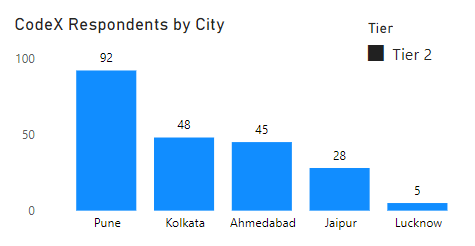 CodeX Respondents by City
Tier
Tier 2
100
50
0
92
48
45
28
5
Pune
Kolkata
Ahmedabad
Jaipur
Lucknow